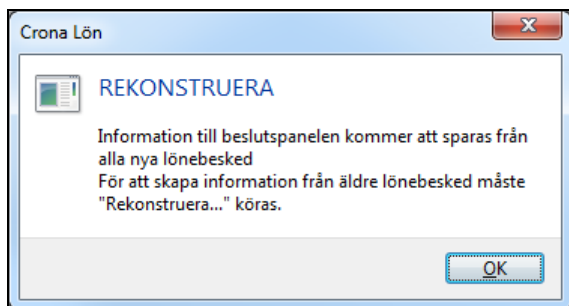 Crona Lön
REKONSTRUERA
Information till beslutspanelen kommer att sparas från
alla nya lönebesked
För att skapa information från äldre lönebesked måste
"Rekonstruera..." köras.
OK